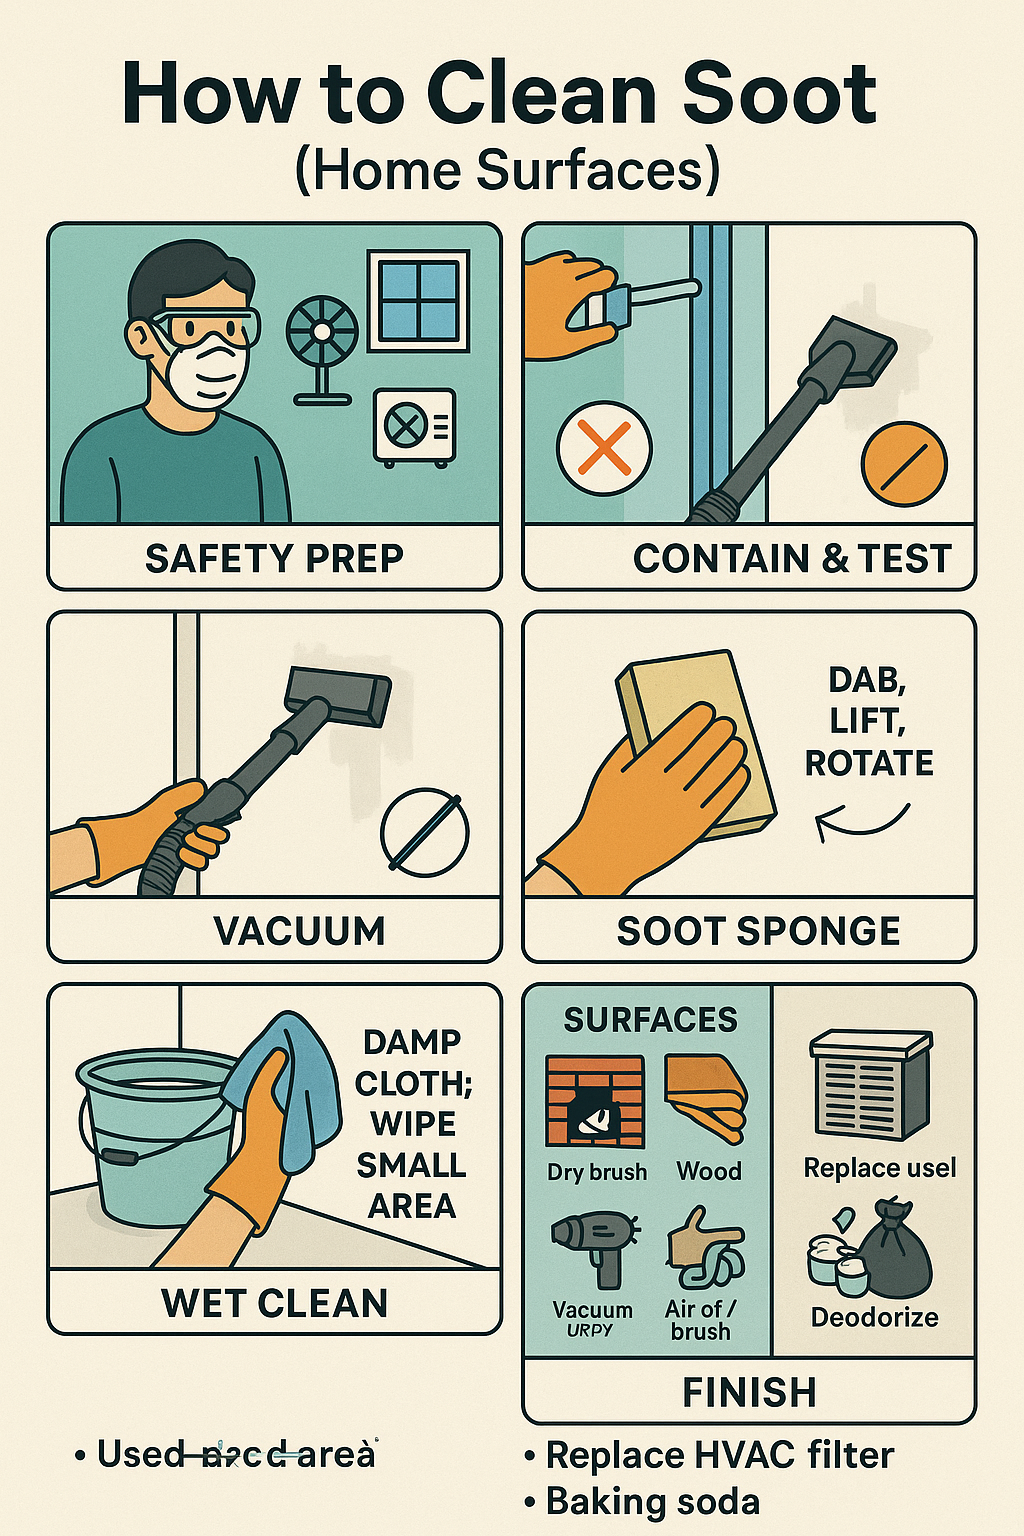 How to Clean Soot
(Home Surfaces)
SAFETY PREP
CONTAIN & TEST
VACUUM
DAB,
LIFT,
ROTATE
SOOT SPONGE
DAMP
CLOTH;
WIPE
SMALL
AREA
WET CLEAN
SURFACES
Dry brush
Wood
Vacuum
URPY
Air of /
brush
Replace usel
Deodorize
FINISH
• Used
• Replace HVAC filter
• Baking soda